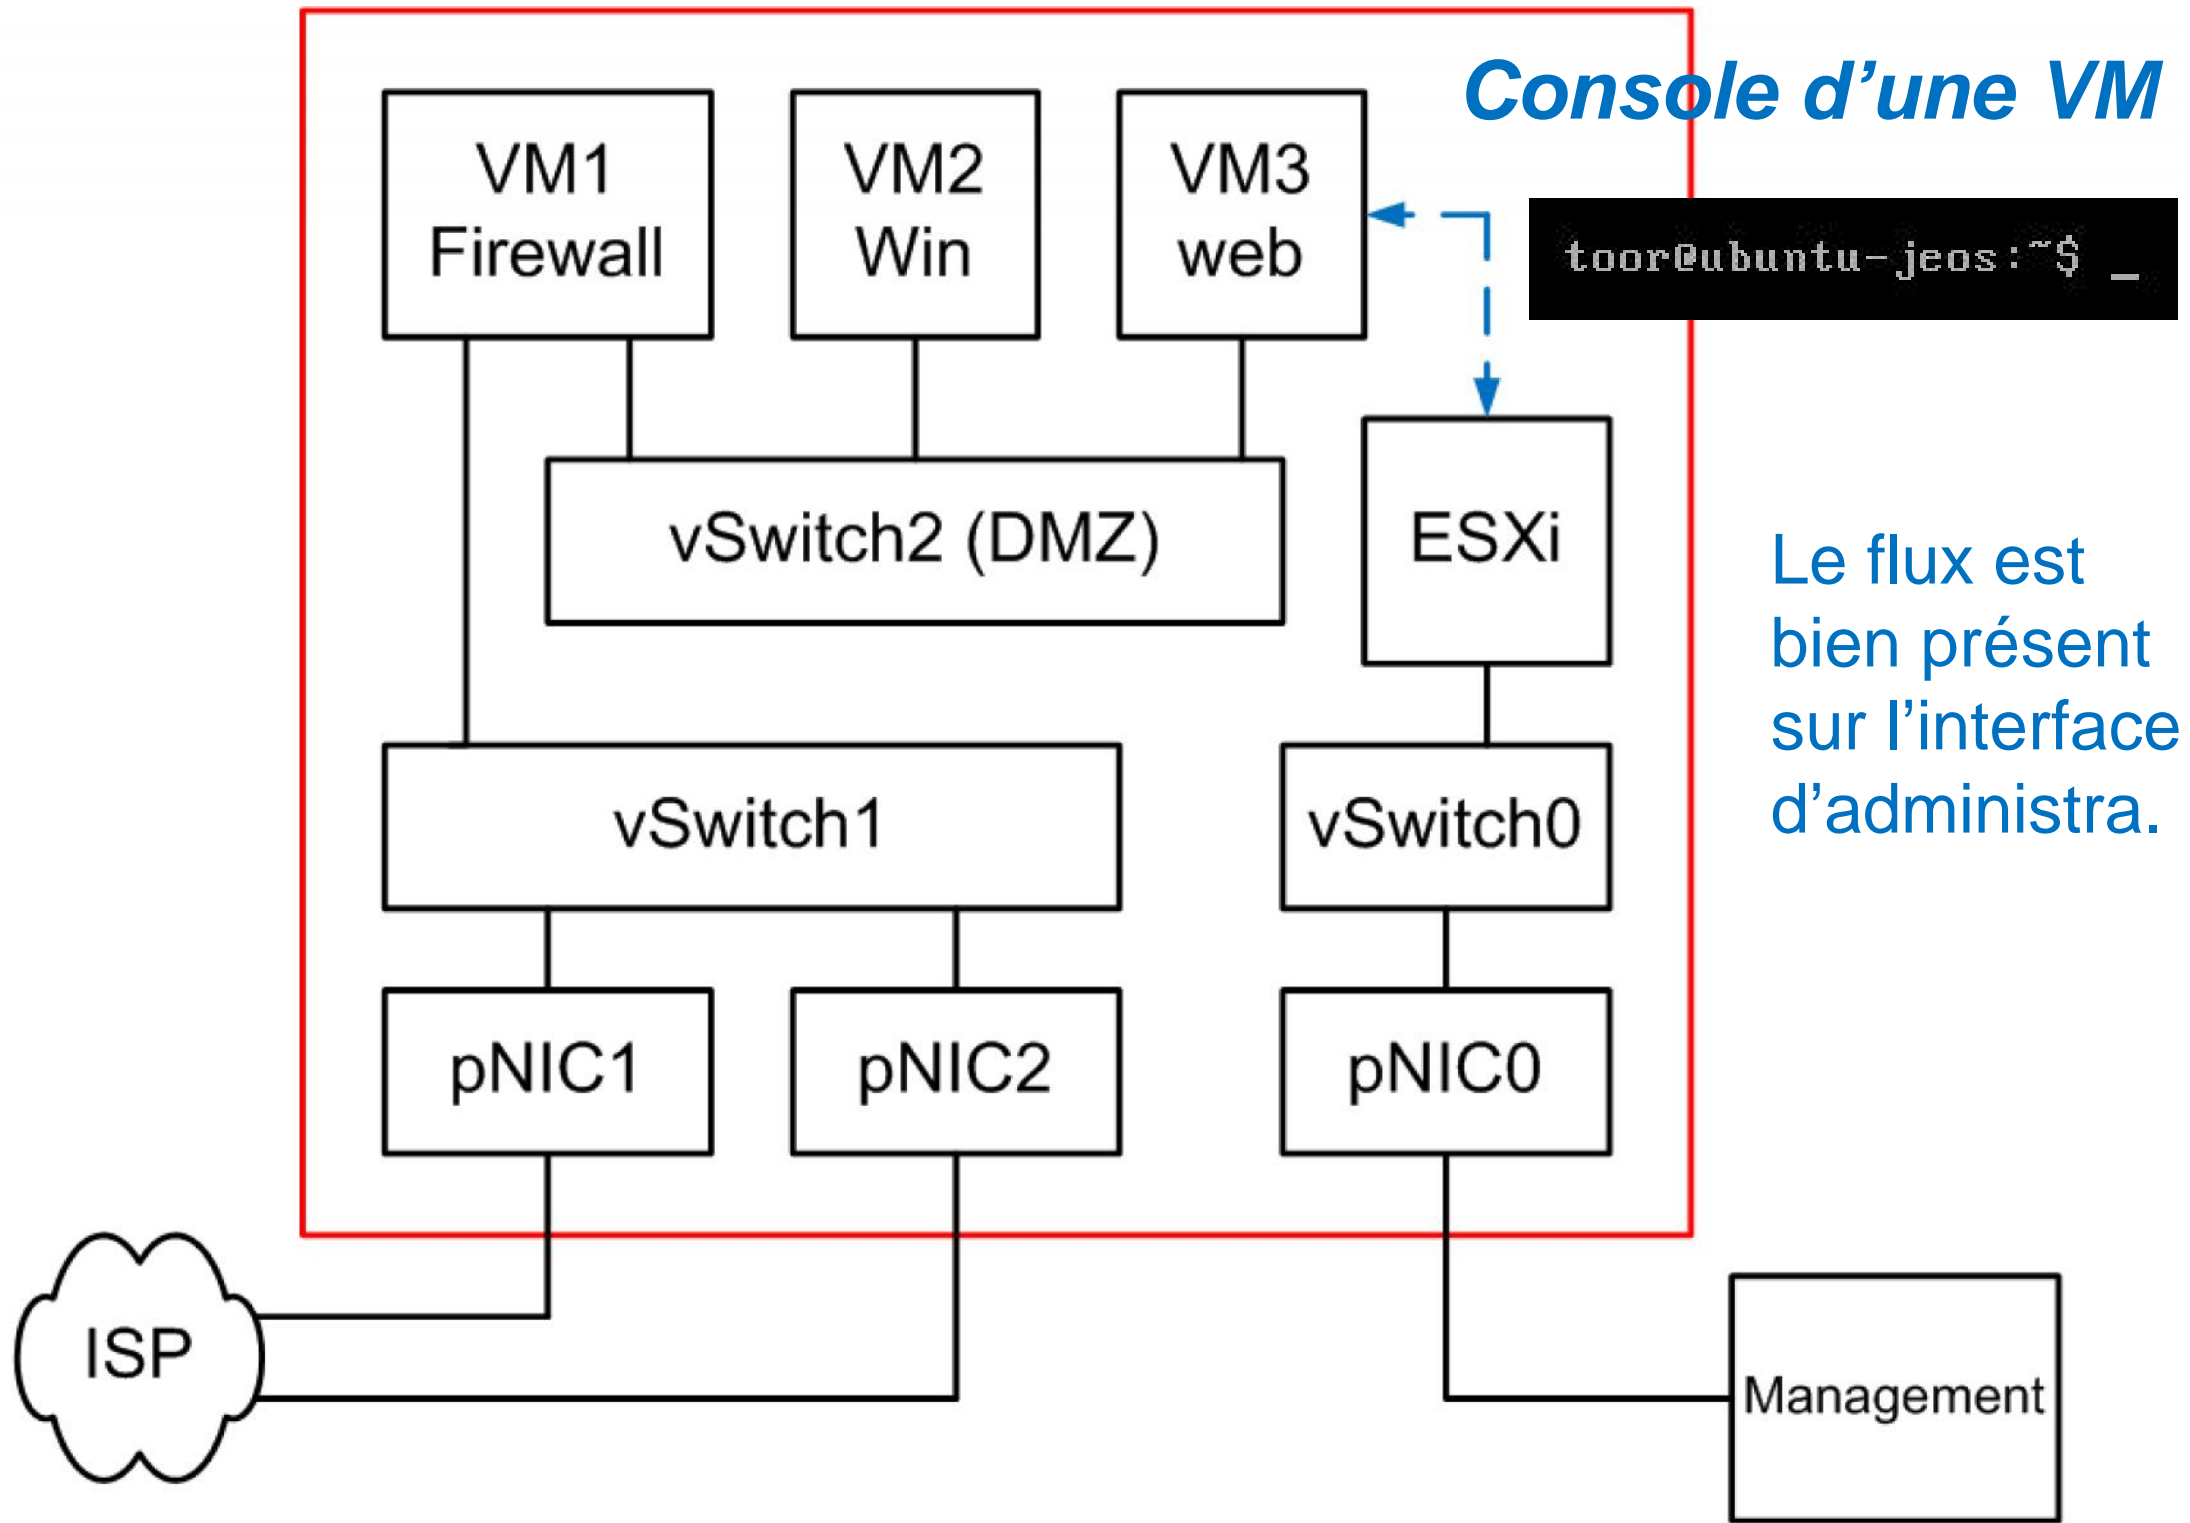 Console d’une VM
VM1
Firewall
VM2
Win
VM3
web
toor@ubuntu-jeos:~$ _
vSwitch2 (DMZ)
ESXi
Le flux est
bien présent
sur l’interface
d’administra.
vSwitch1
vSwitch0
pNIC1
pNIC2
pNIC0
ISP
Management